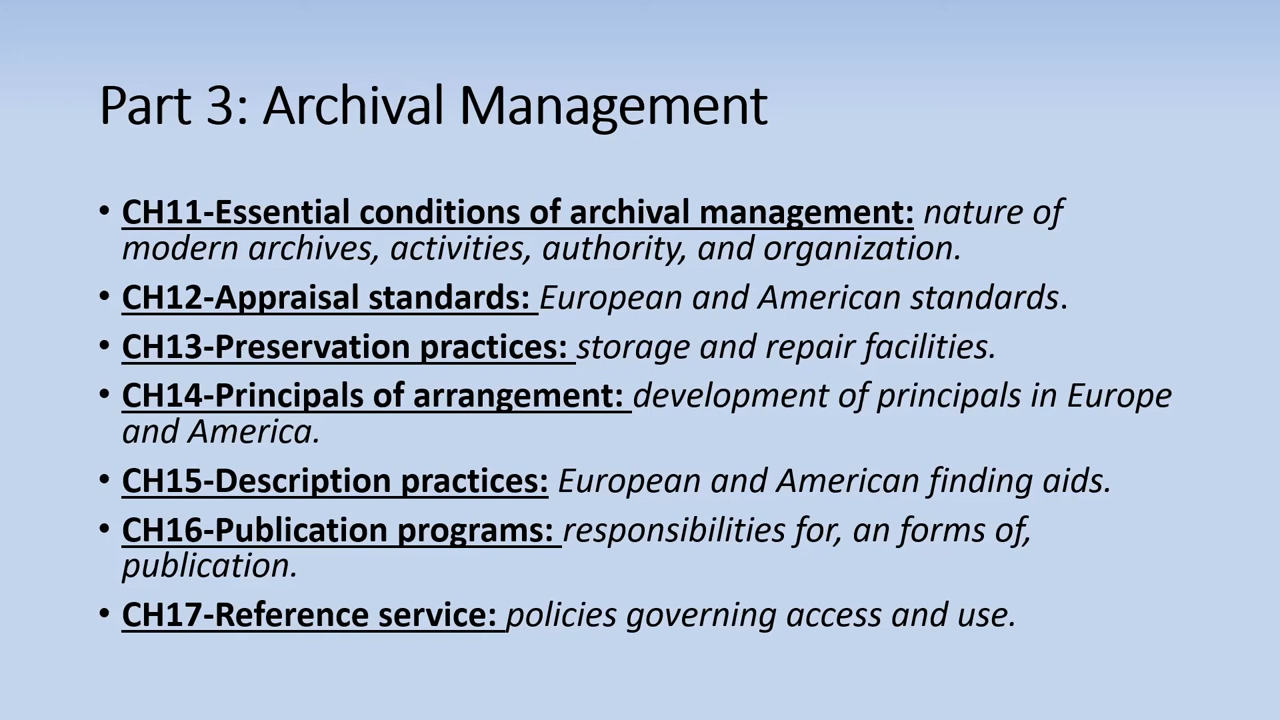 Part 3: Archival Management
• CH11-Essential conditions of archival management: nature of
modern archives, activities, authority, and organization.
• CH12-Appraisal standards: European and American standards.
• CH13-Preservation practices: storage and repair facilities.
• CH14-Principals of arrangement: development of principals in Europe
and America.
• CH15-Description practices: European and American finding aids.
• CH16-Publication programs: responsibilities for, an forms of,
publication.
• CH17-Reference service: policies governing access and use.